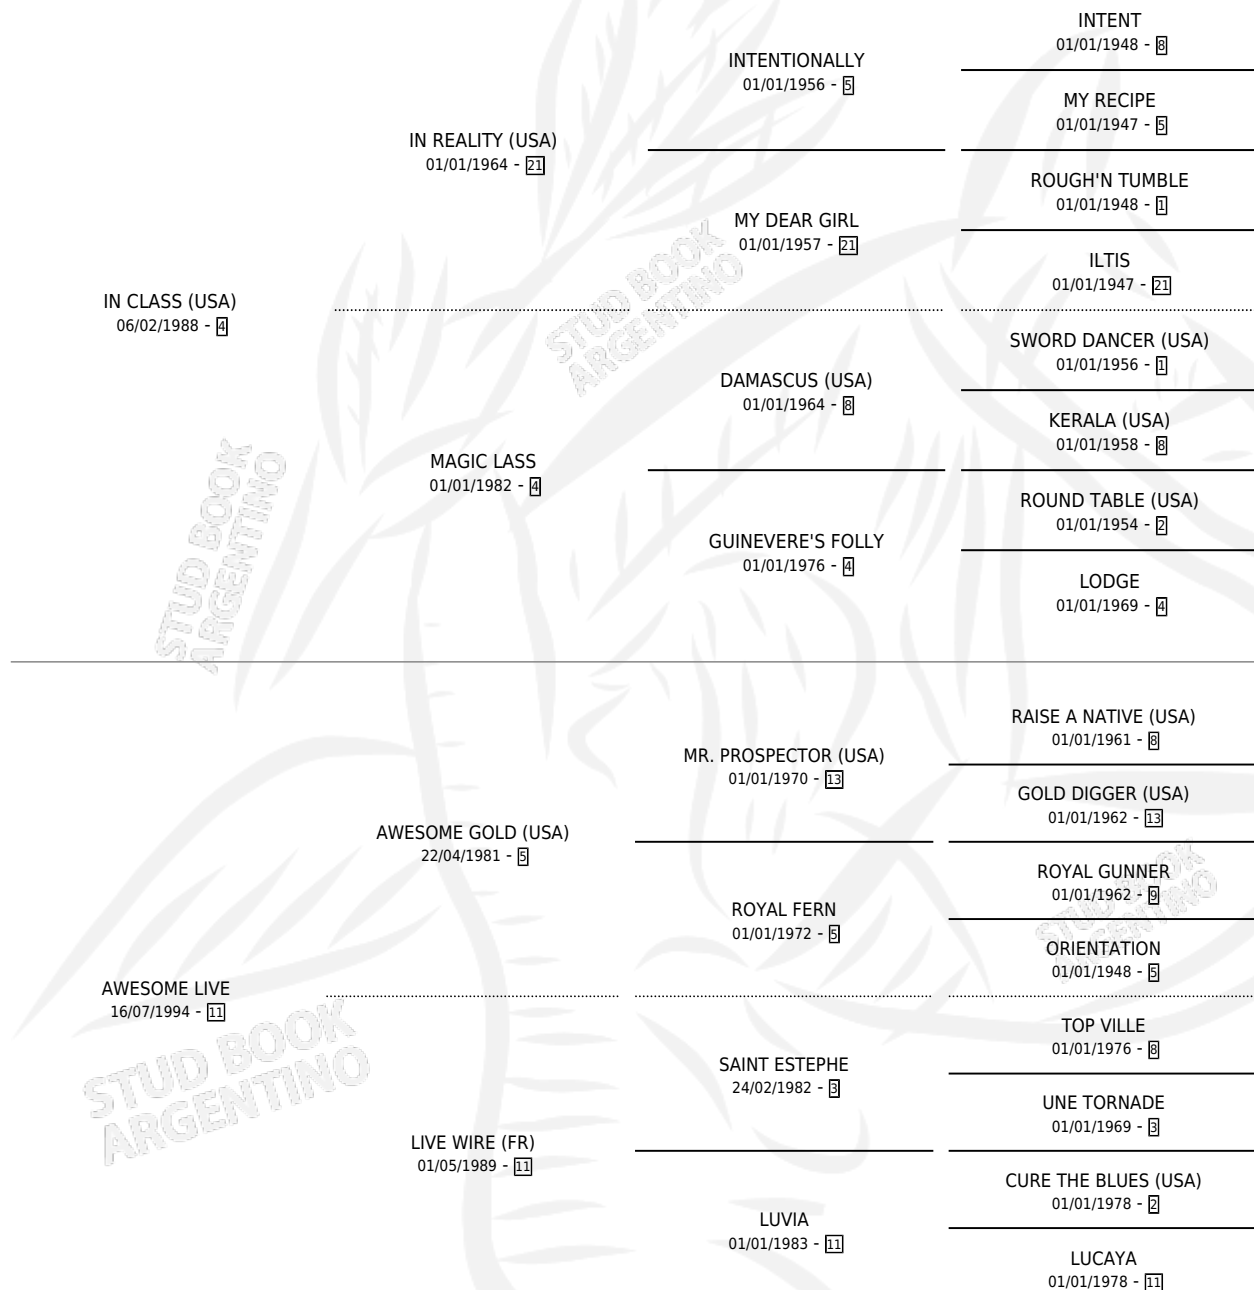 INTENT
01/01/1948 - 8
INTENTIONALLY
01/01/1956 - 5
MY RECIPE
01/01/1947 - 5
IN REALITY (USA)
01/01/1964 - 21
ROUGH'N TUMBLE
01/01/1948 - 1
MY DEAR GIRL
01/01/1957 - 21
ILTIS
01/01/1947 - 21
IN CLASS (USA)
06/02/1988 - 4
STUD BOOK
ARGENTINO
SWORD DANCER (USA)
01/01/1956 - 1
DAMASCUS (USA)
01/01/1964 - 8
KERALA (USA)
01/01/1958 - 8
MAGIC LASS
01/01/1982 - 4
ROUND TABLE (USA)
01/01/1954 - 2
GUINEVERE'S FOLLY
01/01/1976 - 4
LODGE
01/01/1969 - 4
STUD BOOK
ARGENTINO
RAISE A NATIVE (USA)
01/01/1961 - 8
MR. PROSPECTOR (USA)
01/01/1970 - 13
GOLD DIGGER (USA)
01/01/1962 - 13
AWESOME GOLD (USA)
22/04/1981 - 5
ROYAL GUNNER
01/01/1962 - 9
ROYAL FERN
01/01/1972 - 5
STUD BOOK
ARGENTINO
ORIENTATION
01/01/1948 - 5
AWESOME LIVE
16/07/1994 - 11
TOP VILLE
01/01/1976 - 8
SAINT ESTEPHE
24/02/1982 - 3
UNE TORNADE
01/01/1969 - 3
STUD BOOK
ARGENTINO
LIVE WIRE (FR)
01/05/1989 - 11
CURE THE BLUES (USA)
01/01/1978 - 2
LUVIA
01/01/1983 - 11
LUCAYA
01/01/1978 - 11